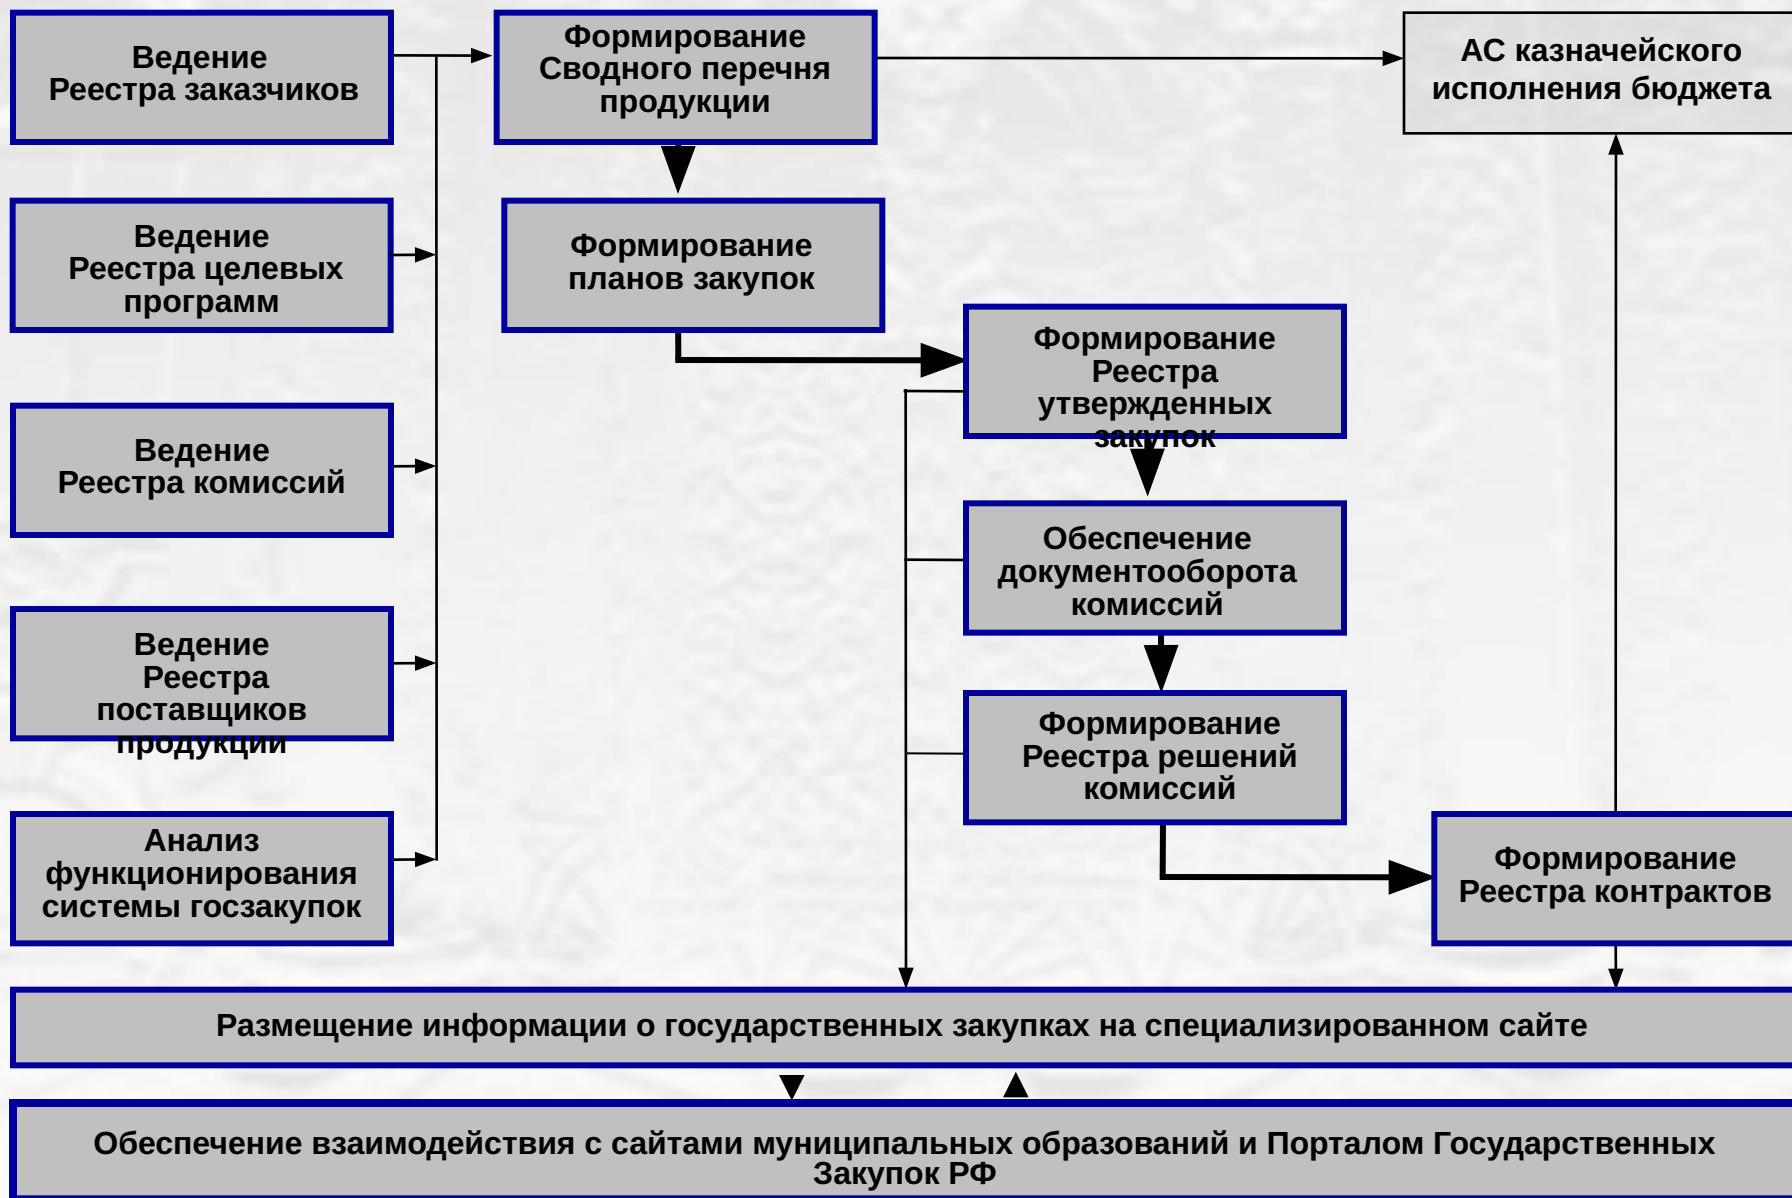 Ведение
Реестра заказчиков
Формирование
Сводного перечня
продукции
АС казначейского
исполнения бюджета
Ведение
Реестра целевых
программ
Формирование
планов закупок
Формирование
Реестра
утвержденных
закупок
Ведение
Реестра комиссий
Обеспечение
документооборота
комиссий
Ведение
Реестра
поставщиков
продукции
Формирование
Реестра решений
комиссий
Анализ
функционирования
системы госзакупок
Формирование
Реестра контрактов
Размещение информации о государственных закупках на специализированном сайте
Обеспечение взаимодействия с сайтами муниципальных образований и Порталом Государственных
Закупок РФ